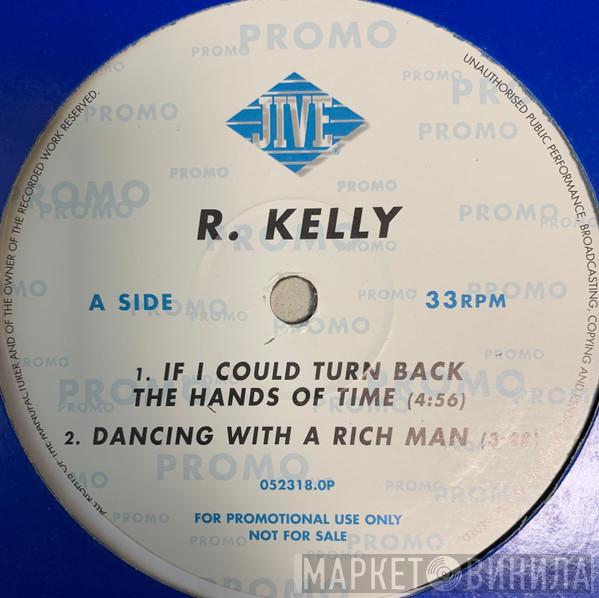 PROMO
JIVE
R. KELLY
A SIDE
33RPM
1. IF I COULD TURN BACK
THE HANDS OF TIME (4:56)
2. DANCING WITH A RICH MAN
052318.0P
FOR PROMOTIONAL USE ONLY
NOT FOR SALE
ALL RIGHTS OF THE MANUFACTURER AND OF THE OWNER OF THE RECORDED WORK RESERVED.
UNAUTHORISED PUBLIC PERFORMANCE, BROADCASTING, COPYING AND
МАРКЕТ ВИНИЛА